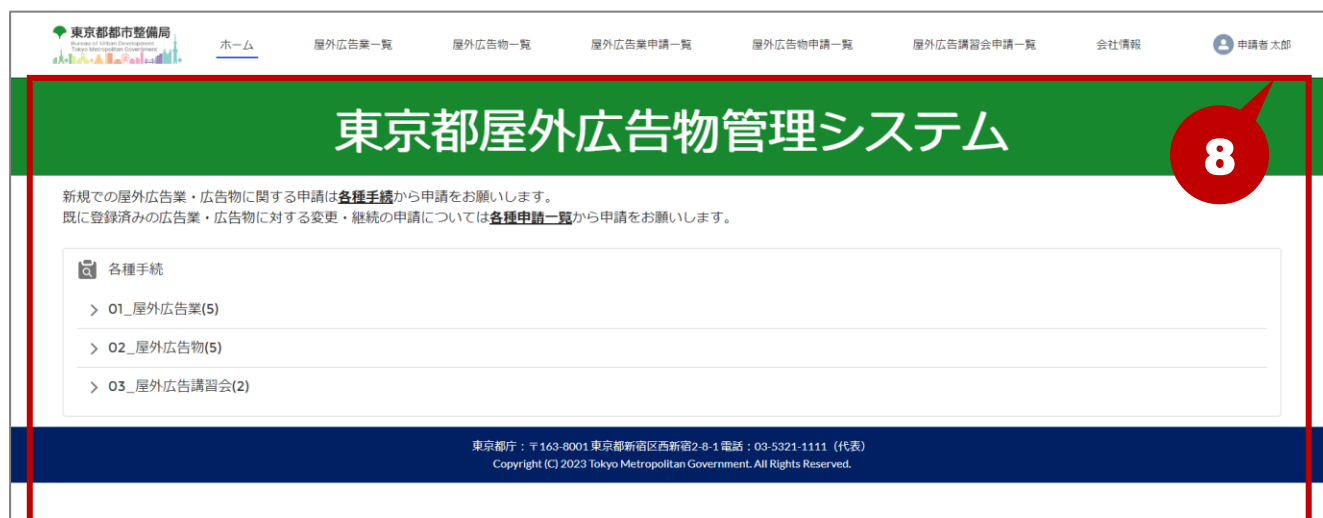 東京都都市整備局
Bureau of Urban Development
Tokyo Metropolitan Government
ホーム
屋外広告業一覧
屋外広告物一覧
屋外広告業申請一覧
屋外広告物申請一覧
屋外広告講習会申請一覧
会社情報
申請者 太郎
東京都屋外広告物管理システム
8
新規での屋外広告業・広告物に関する申請は各種手続から申請をお願いします。
既に登録済みの広告業・広告物に対する変更・継続の申請については各種申請一覧から申請をお願いします。
各種手続
01_屋外広告業(5)
02_屋外広告物(5)
03_屋外広告講習会(2)
東京都庁：〒163-8001 東京都新宿区西新宿2-8-1 電話：03-5321-1111（代表）
Copyright (C) 2023 Tokyo Metropolitan Government. All Rights Reserved.